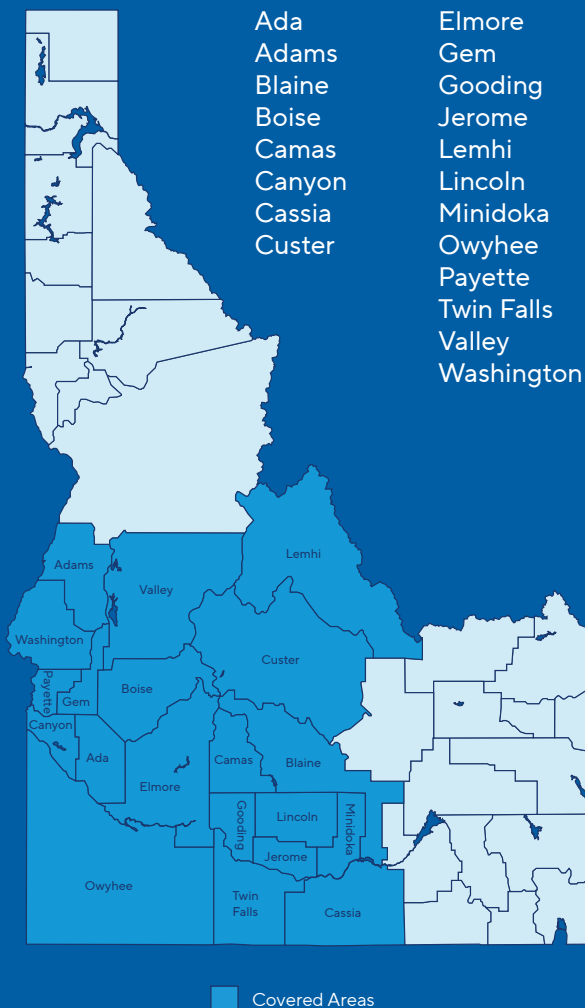 Ada
Adams
Blaine
Boise
Camas
Canyon
Cassia
Custer
Elmore
Gem
Gooding
Jerome
Lemhi
Lincoln
Minidoka
Owyhee
Payette
Twin Falls
Valley
Washington
Lemhi
Adams
Valley
Washington
Custer
Payette
Gem
Boise
Canyon
Ada
Elmore
Camas
Blaine
Gooding
Lincoln
Minidoka
Jerome
Owyhee
Twin
Falls
Cassia
Covered Areas